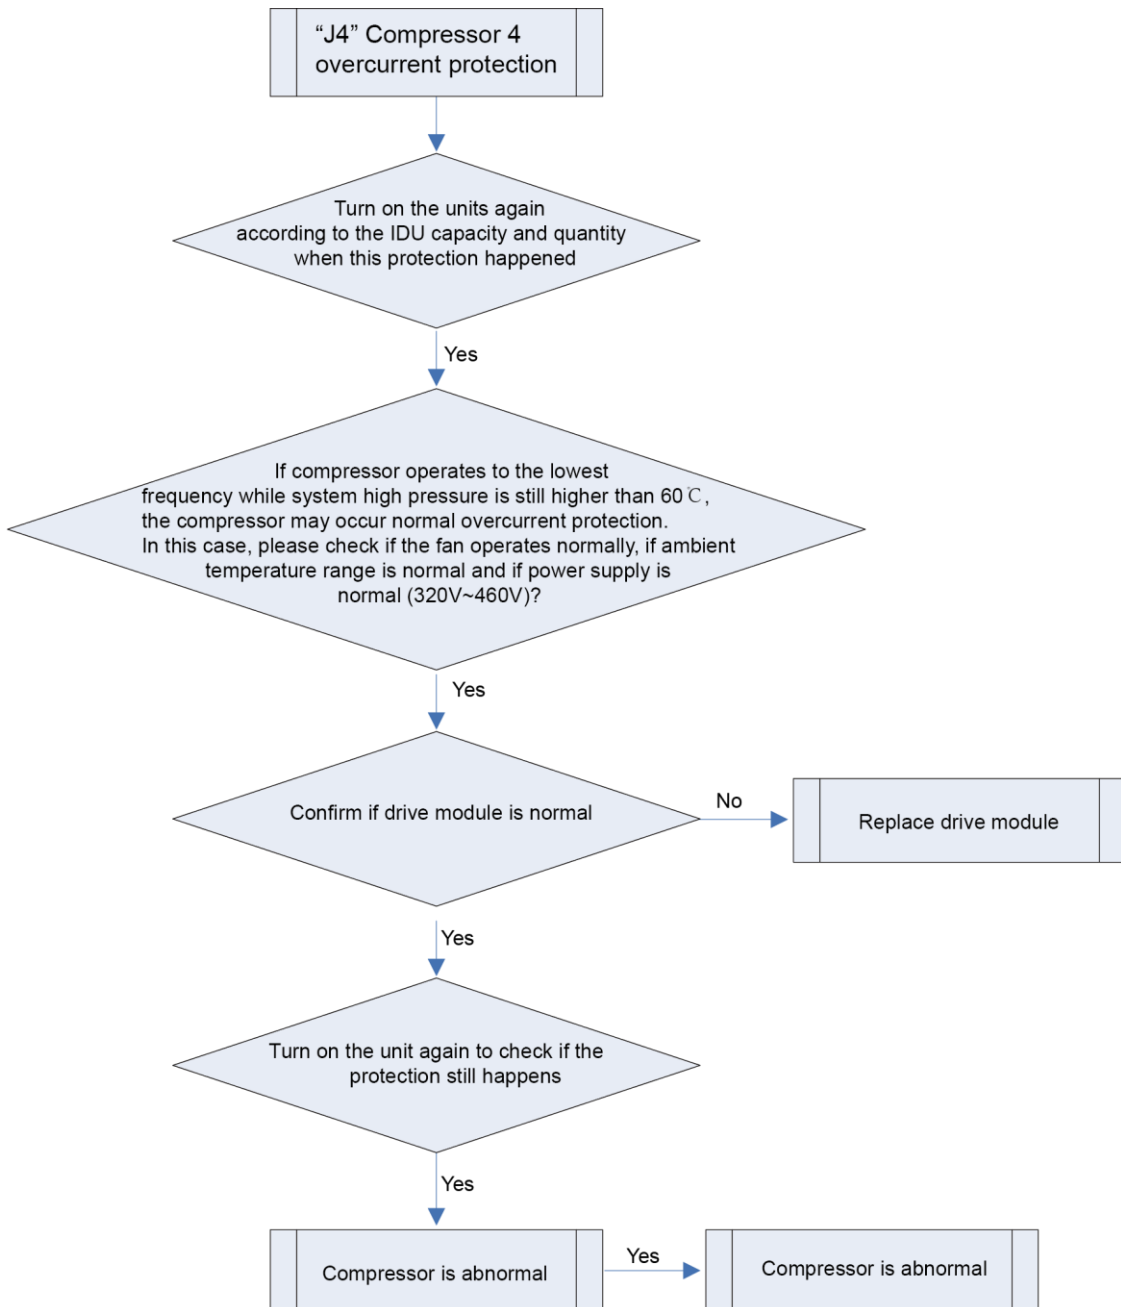 “J4” Compressor 4
overcurrent protection
Turn on the units again
according to the IDU capacity and quantity
when this protection happened
Yes
If compressor operates to the lowest
frequency while system high pressure is still higher than 60℃,
the compressor may occur normal overcurrent protection.
In this case, please check if the fan operates normally, if ambient
temperature range is normal and if power supply is
normal (320V~460V)?
Yes
Confirm if drive module is normal
No
Replace drive module
Yes
Turn on the unit again to check if the
protection still happens
Yes
Compressor is abnormal
Yes
Compressor is abnormal